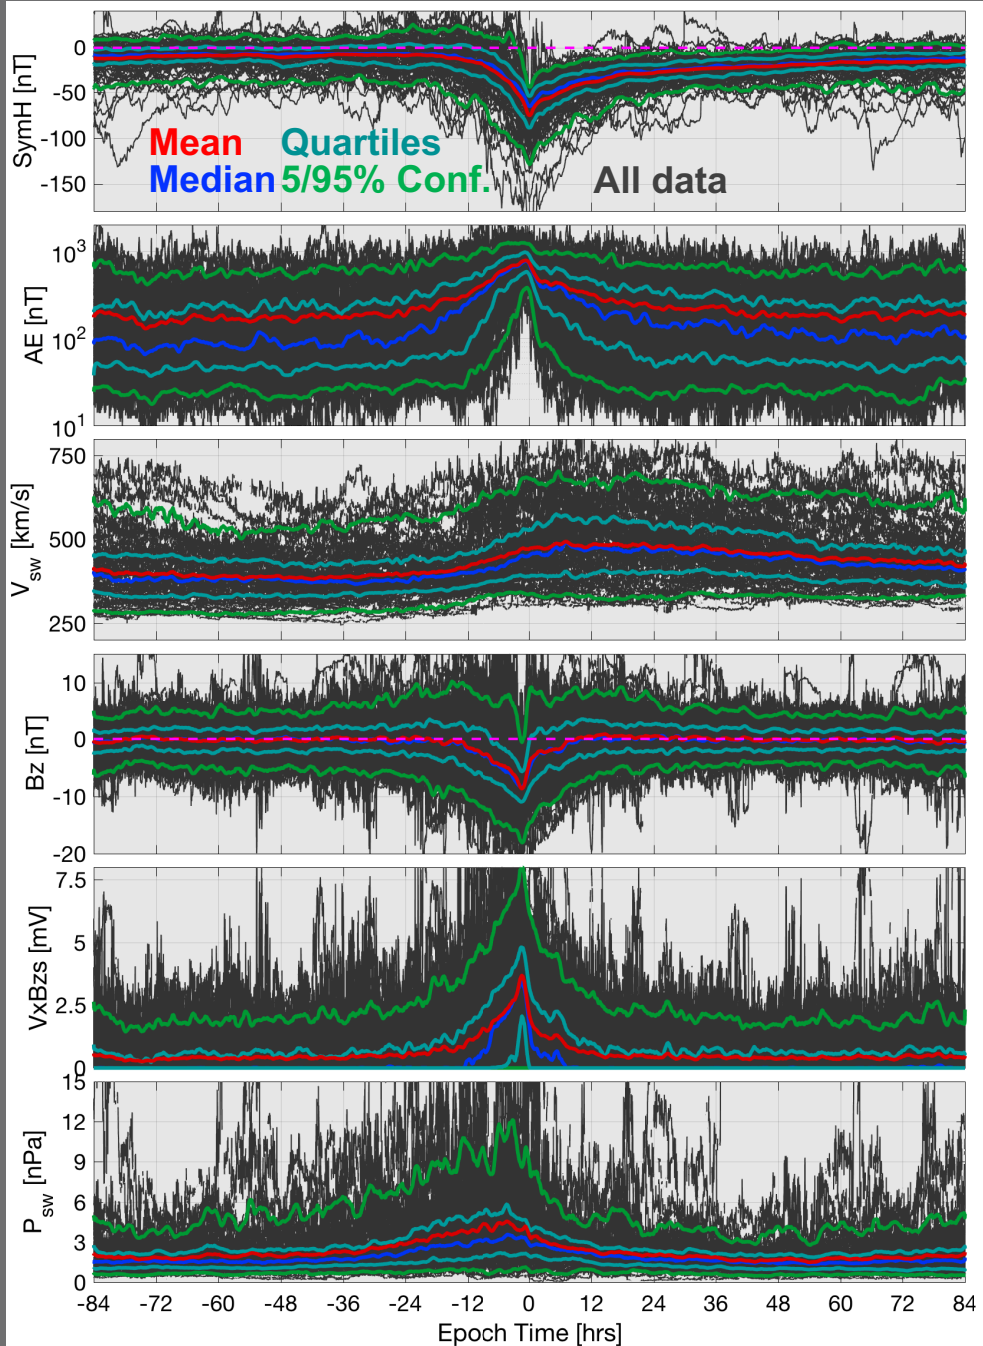 SymH [nT]
0
-50
-100
-150
Mean Quartiles
Median 5/95% Conf.
All data
AE [nT]
10³
10²
10¹
V_sw [km/s]
750
500
250
Bz [nT]
10
0
-10
-20
VxBzs [mV]
7.5
5
2.5
0
P_sw [nPa]
15
12
9
6
3
0
-84 -72 -60 -48 -36 -24 -12 0 12 24 36 48 60 72 84
Epoch Time [hrs]